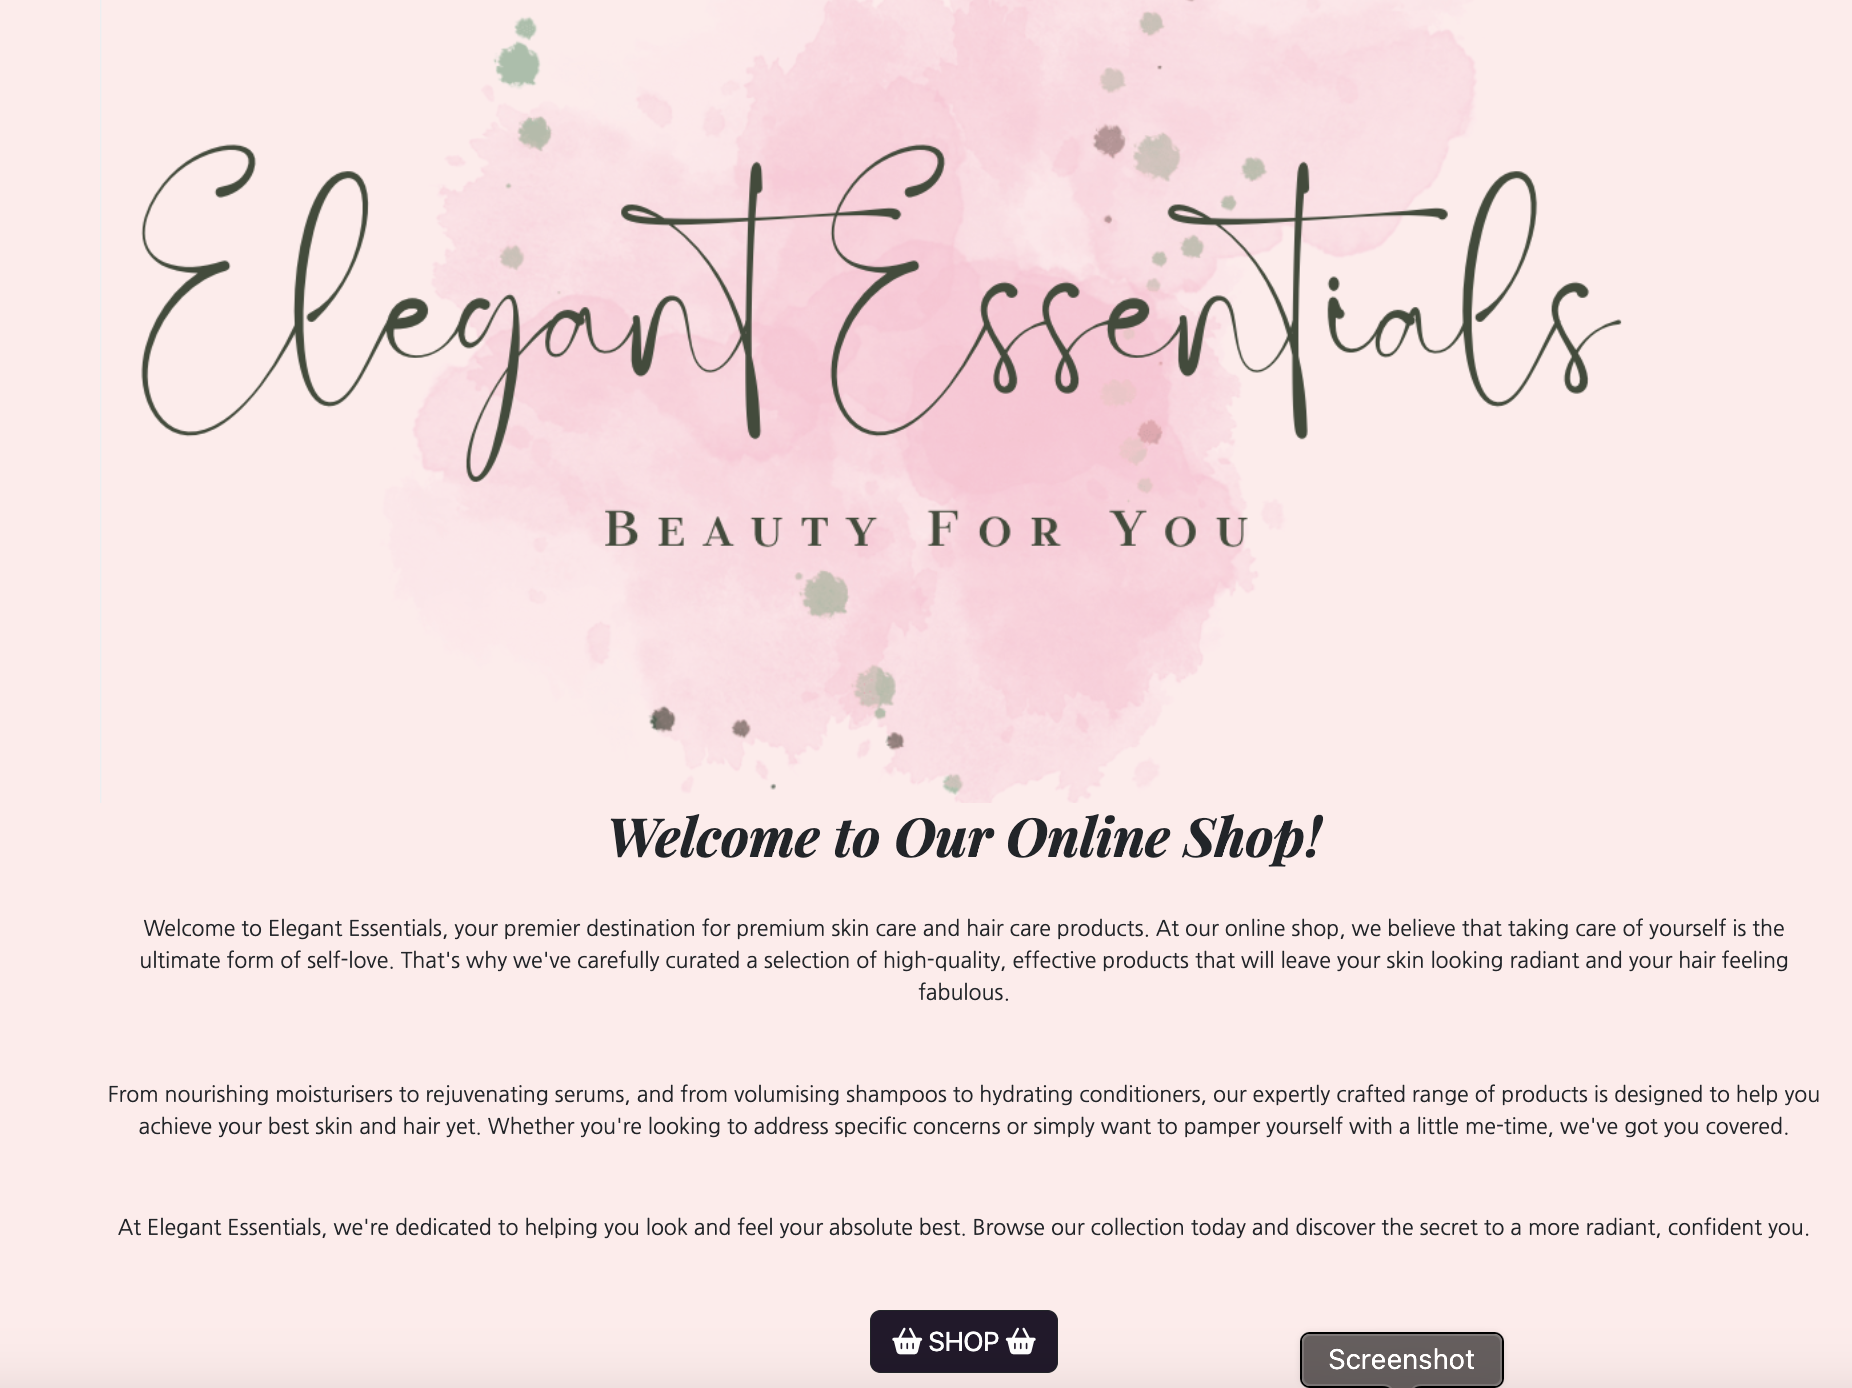 Elegant Essentials
Beauty For You
Welcome to Our Online Shop!
Welcome to Elegant Essentials, your premier destination for premium skin care and hair care products. At our online shop, we believe that taking care of yourself is the
ultimate form of self-love. That's why we've carefully curated a selection of high-quality, effective products that will leave your skin looking radiant and your hair feeling
fabulous.
From nourishing moisturisers to rejuvenating serums, and from volumising shampoos to hydrating conditioners, our expertly crafted range of products is designed to help you
achieve your best skin and hair yet. Whether you're looking to address specific concerns or simply want to pamper yourself with a little me-time, we've got you covered.
At Elegant Essentials, we're dedicated to helping you look and feel your absolute best. Browse our collection today and discover the secret to a more radiant, confident you.
SHOP
Screenshot